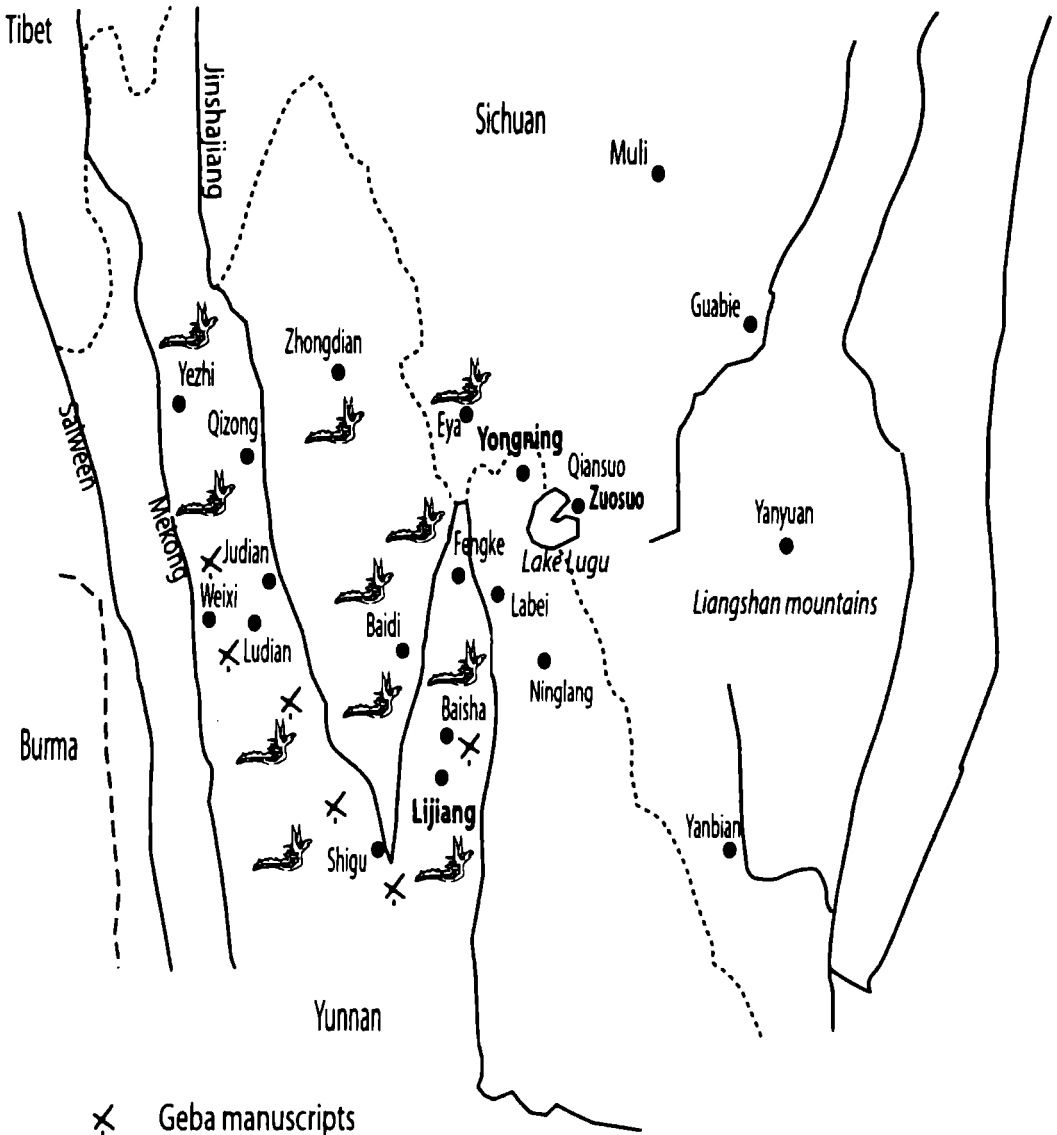 Tibet
Jinshajiang
Sichuan
Muli
Guabie
Zhongdian
Yezhi
Qizong
Eya
Yongning
Qiansuo
Zuosuo
Salween
Mekong
Yanyuan
Fengke
Lake Lugu
Judian
Weixi
Labei
Liangshan mountains
Baidi
Ludian
Ninglang
Baisha
Burma
Lijiang
Yanbian
Shigu
Yunnan
Geba manuscripts